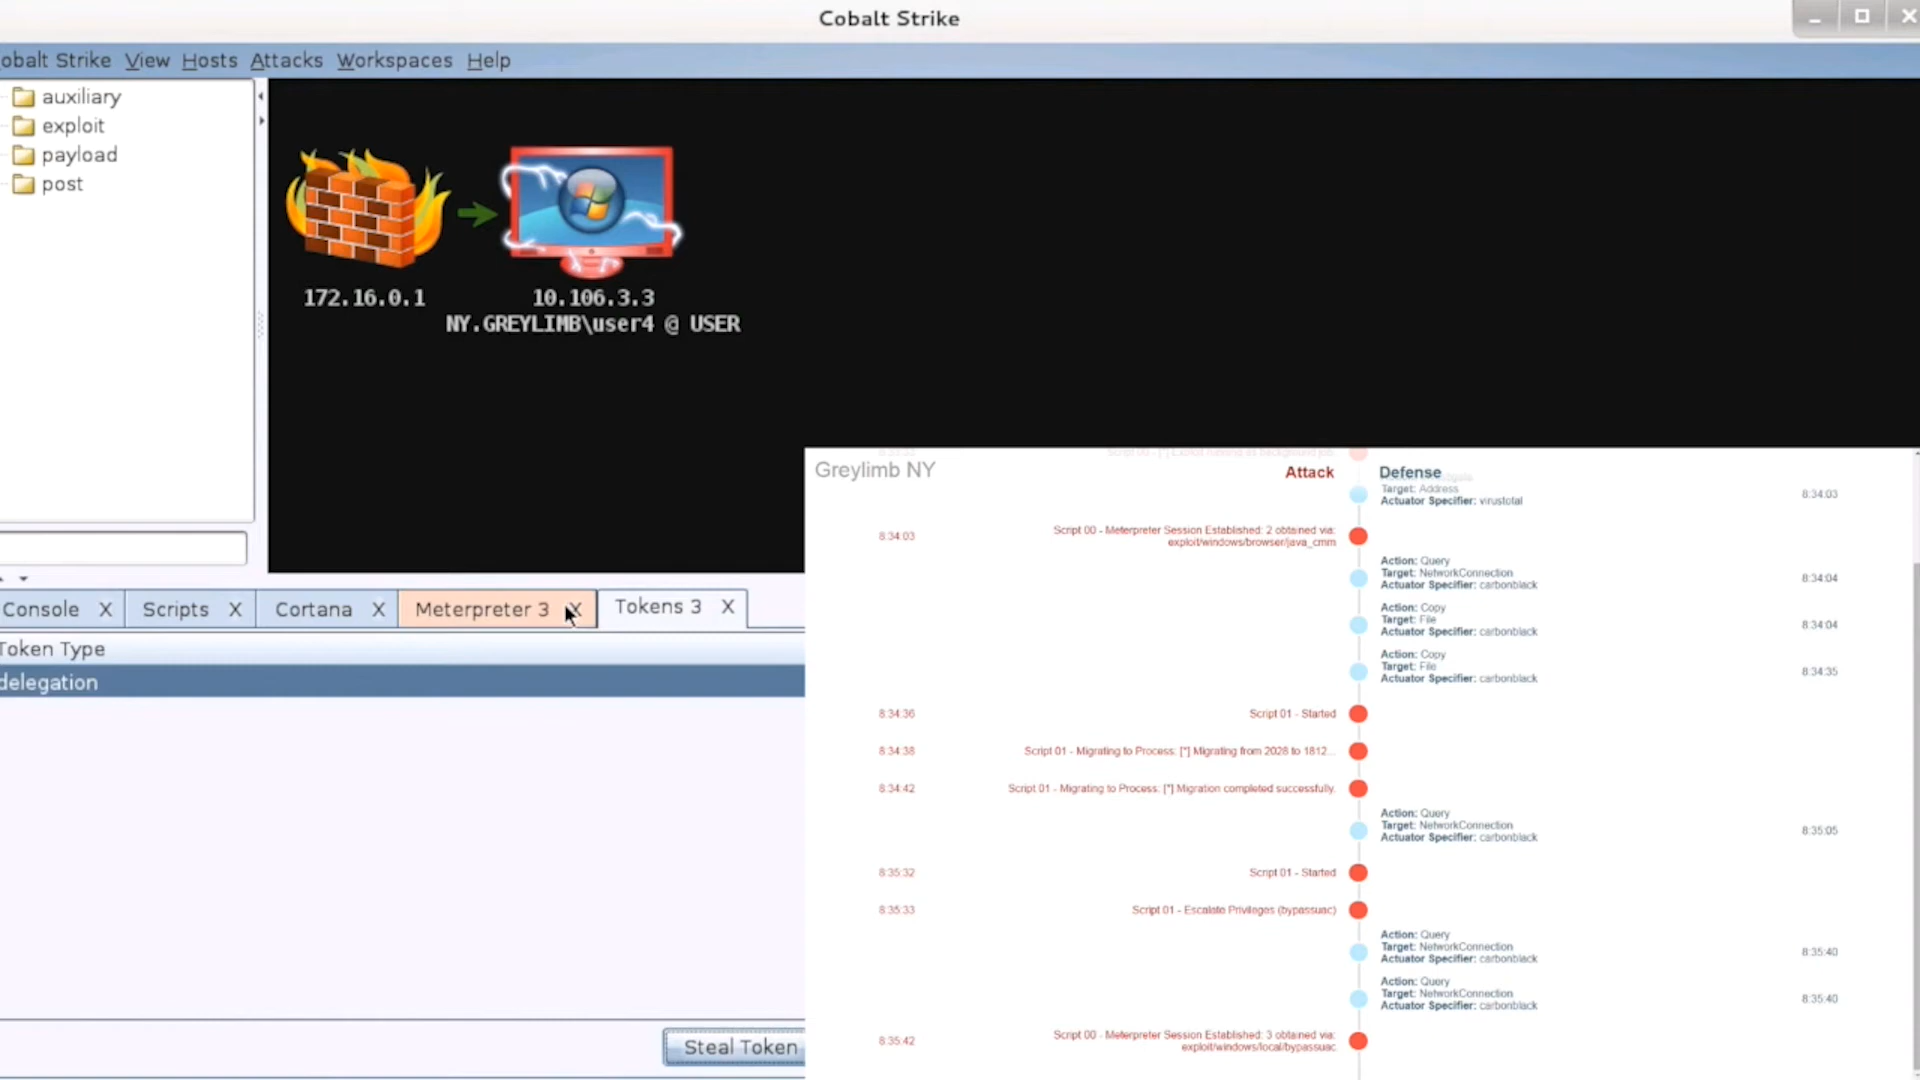 Cobalt Strike
obalt Strike View Hosts Attacks Workspaces Help
auxiliary
exploit
payload
post
172.16.0.1
10.106.3.3
NY.GREYLIMB\user4 @ USER
Console X Scripts X Cortana X Meterpreter 3 X Tokens 3 X
Token Type
delegation
Steal Token
Greylimb NY
Attack
Defense
Script 00 - [*] Exploit running as background job.
Target: Address
Actuator Specifier: virustotal
8:34:03
8:34:03
Script 00 - Meterpreter Session Established: 2 obtained via:
exploit/windows/browser/java_cmm
Action: Query
Target: NetworkConnection
Actuator Specifier: carbonblack
8:34:04
Action: Copy
Target: File
Actuator Specifier: carbonblack
8:34:04
Action: Copy
Target: File
Actuator Specifier: carbonblack
8:34:35
8:34:36
Script 01 - Started
8:34:38
Script 01 - Migrating to Process: [*] Migrating from 2028 to 1812...
8:34:42
Script 01 - Migrating to Process: [*] Migration completed successfully.
Action: Query
Target: NetworkConnection
Actuator Specifier: carbonblack
8:35:05
8:35:32
Script 01 - Started
8:35:33
Script 01 - Escalate Privileges (bypassuac)
Action: Query
Target: NetworkConnection
Actuator Specifier: carbonblack
8:35:40
Action: Query
Target: NetworkConnection
Actuator Specifier: carbonblack
8:35:40
8:35:42
Script 00 - Meterpreter Session Established: 3 obtained via:
exploit/windows/local/bypassuac